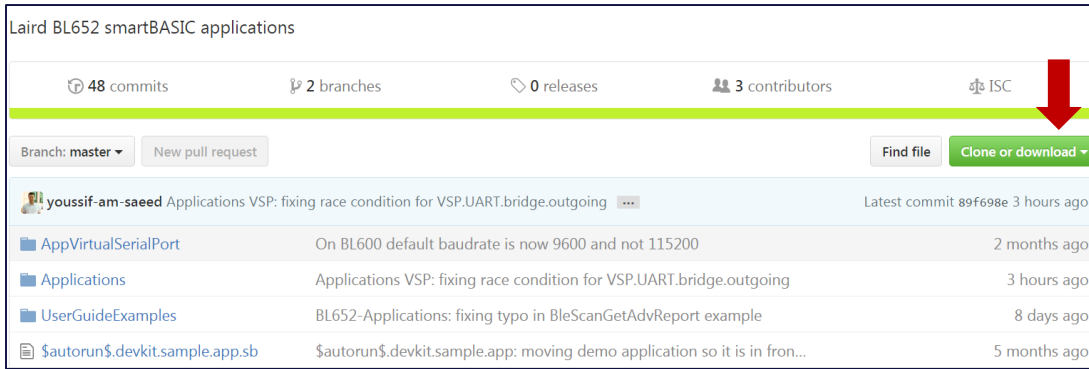 Laird BL652 smartBASIC applications
48 commits 2 branches 0 releases 3 contributors ISC
Branch: master New pull request Find file Clone or download
youssif-am-saeed Applications VSP: fixing race condition for VSP.UART.bridge.outgoing ... Latest commit 89f698e 3 hours ago
AppVirtualSerialPort On BL600 default baudrate is now 9600 and not 115200 2 months ago
Applications Applications VSP: fixing race condition for VSP.UART.bridge.outgoing 3 hours ago
UserGuideExamples BL652-Applications: fixing typo in BleScanGetAdvReport example 8 days ago
$autorun$.devkit.sample.app.sb $autorun$.devkit.sample.app: moving demo application so it is in fron... 5 months ago